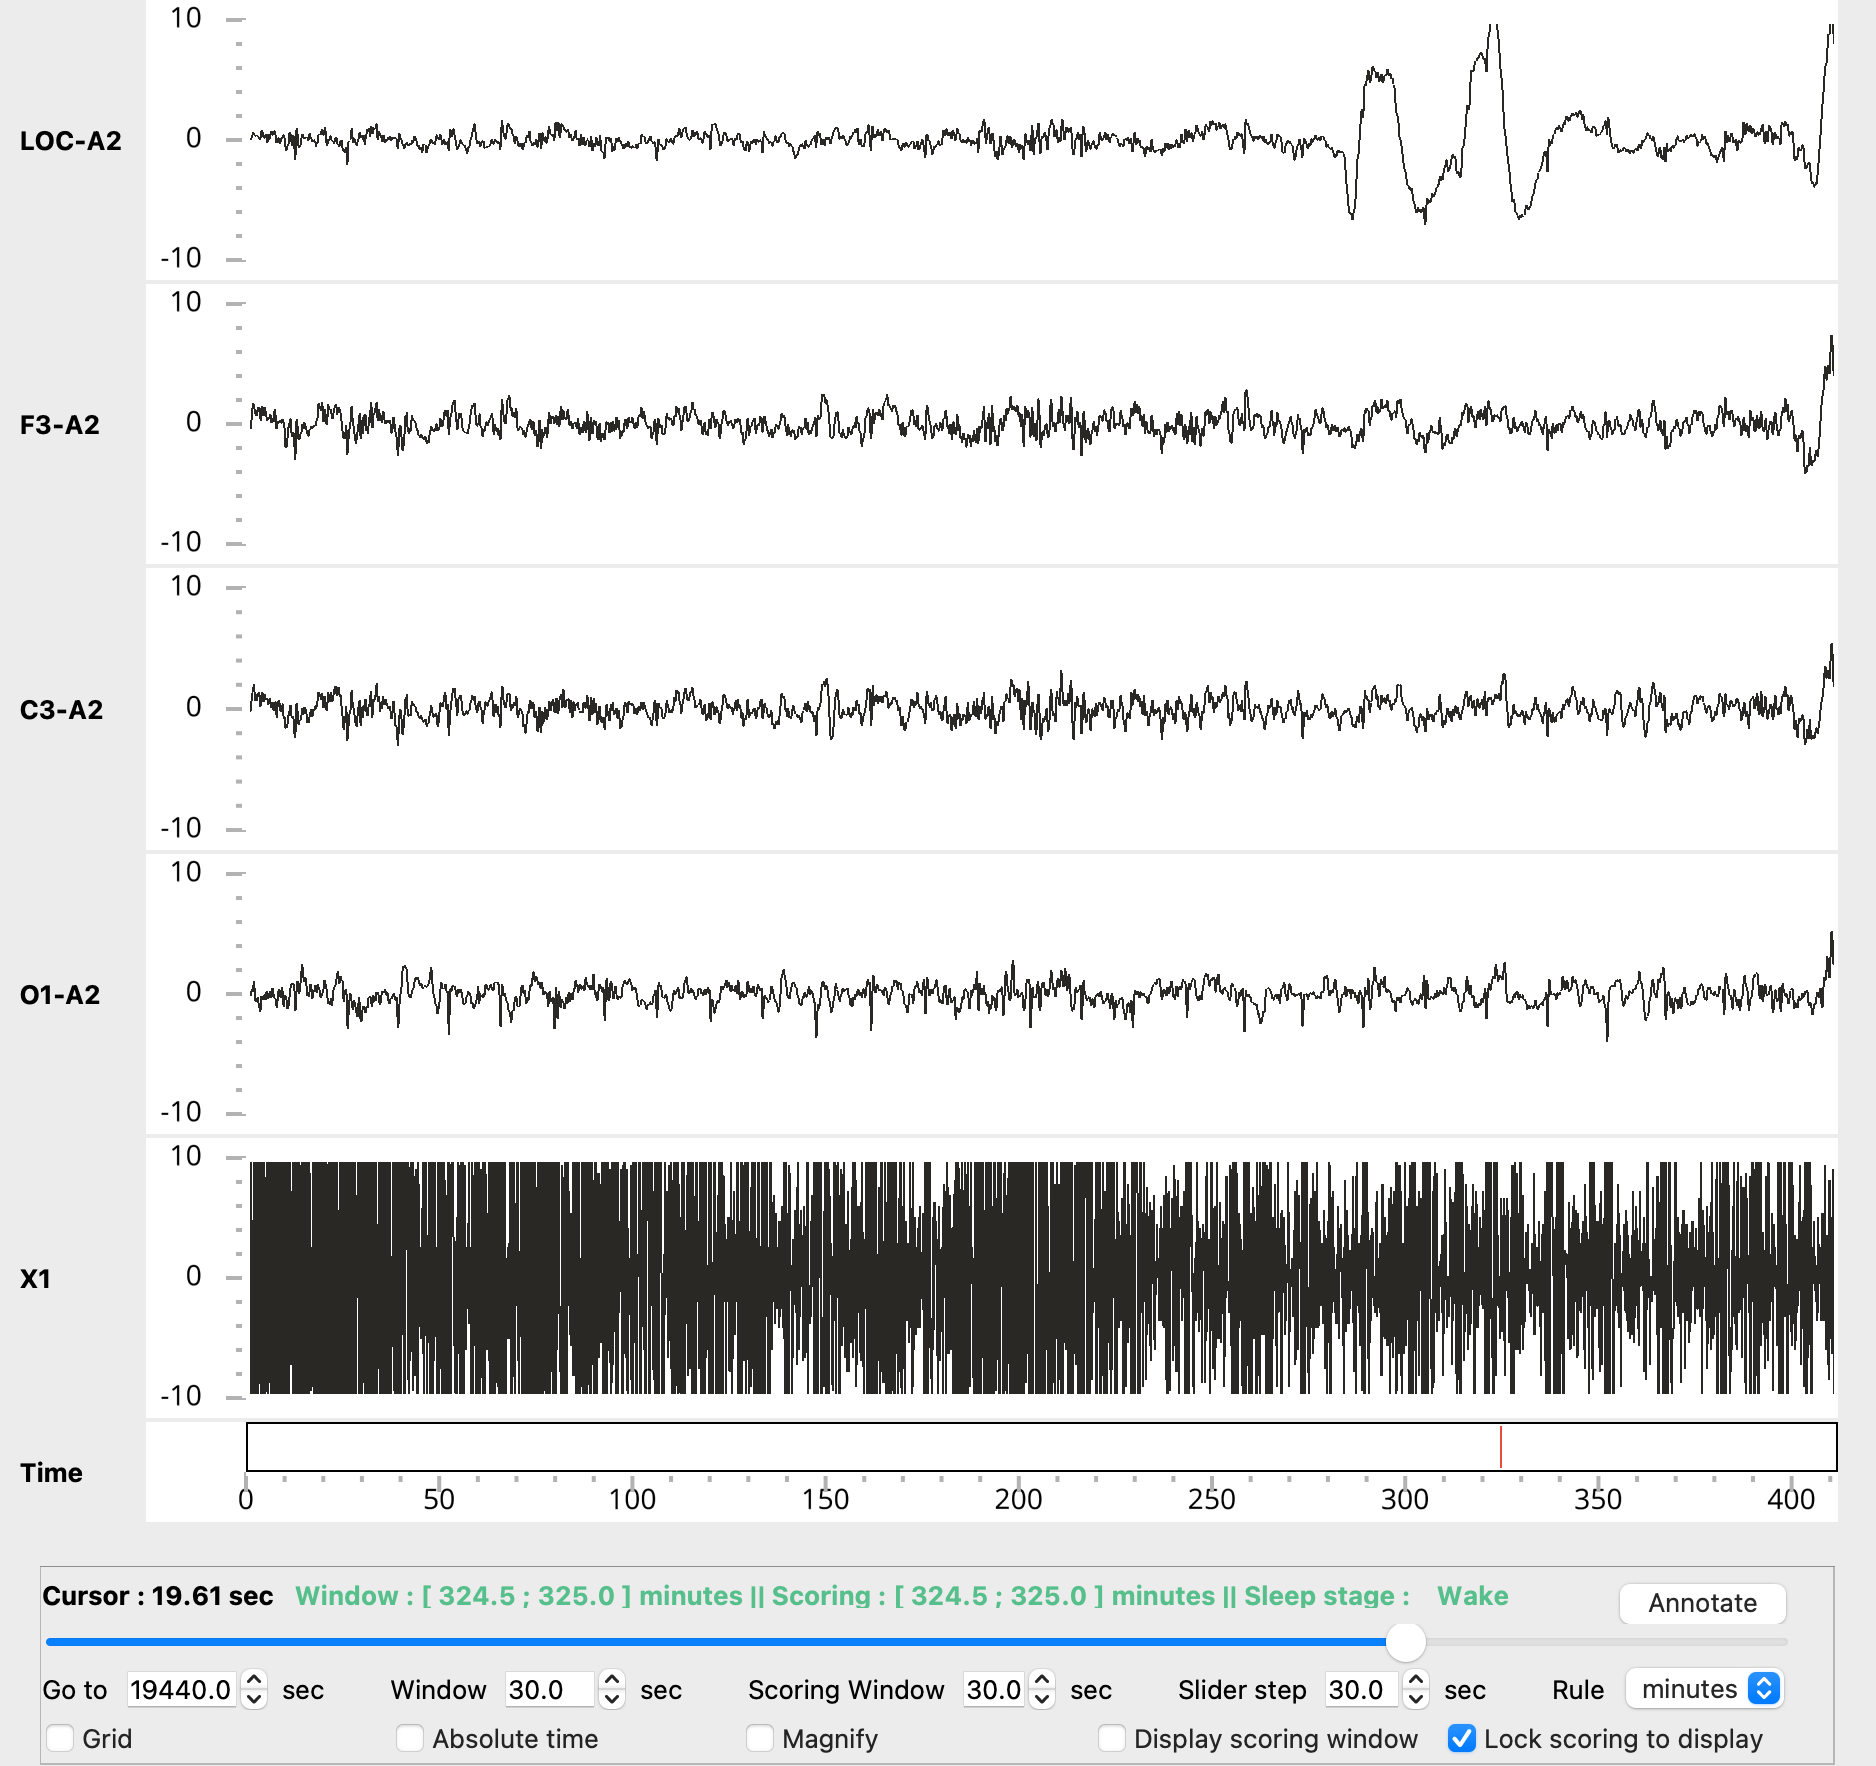 10
LOC-A2
0
-10
10
F3-A2
0
-10
10
C3-A2
0
-10
10
O1-A2
0
-10
10
X1
0
-10
Time
0 50 100 150 200 250 300 350 400
Cursor : 19.61 sec Window : [ 324.5 ; 325.0 ] minutes || Scoring : [ 324.5 ; 325.0 ] minutes || Sleep stage : Wake Annotate
Go to 19440.0 sec Window 30.0 sec Scoring Window 30.0 sec Slider step 30.0 sec Rule minutes
Grid Absolute time Magnify Display scoring window Lock scoring to display